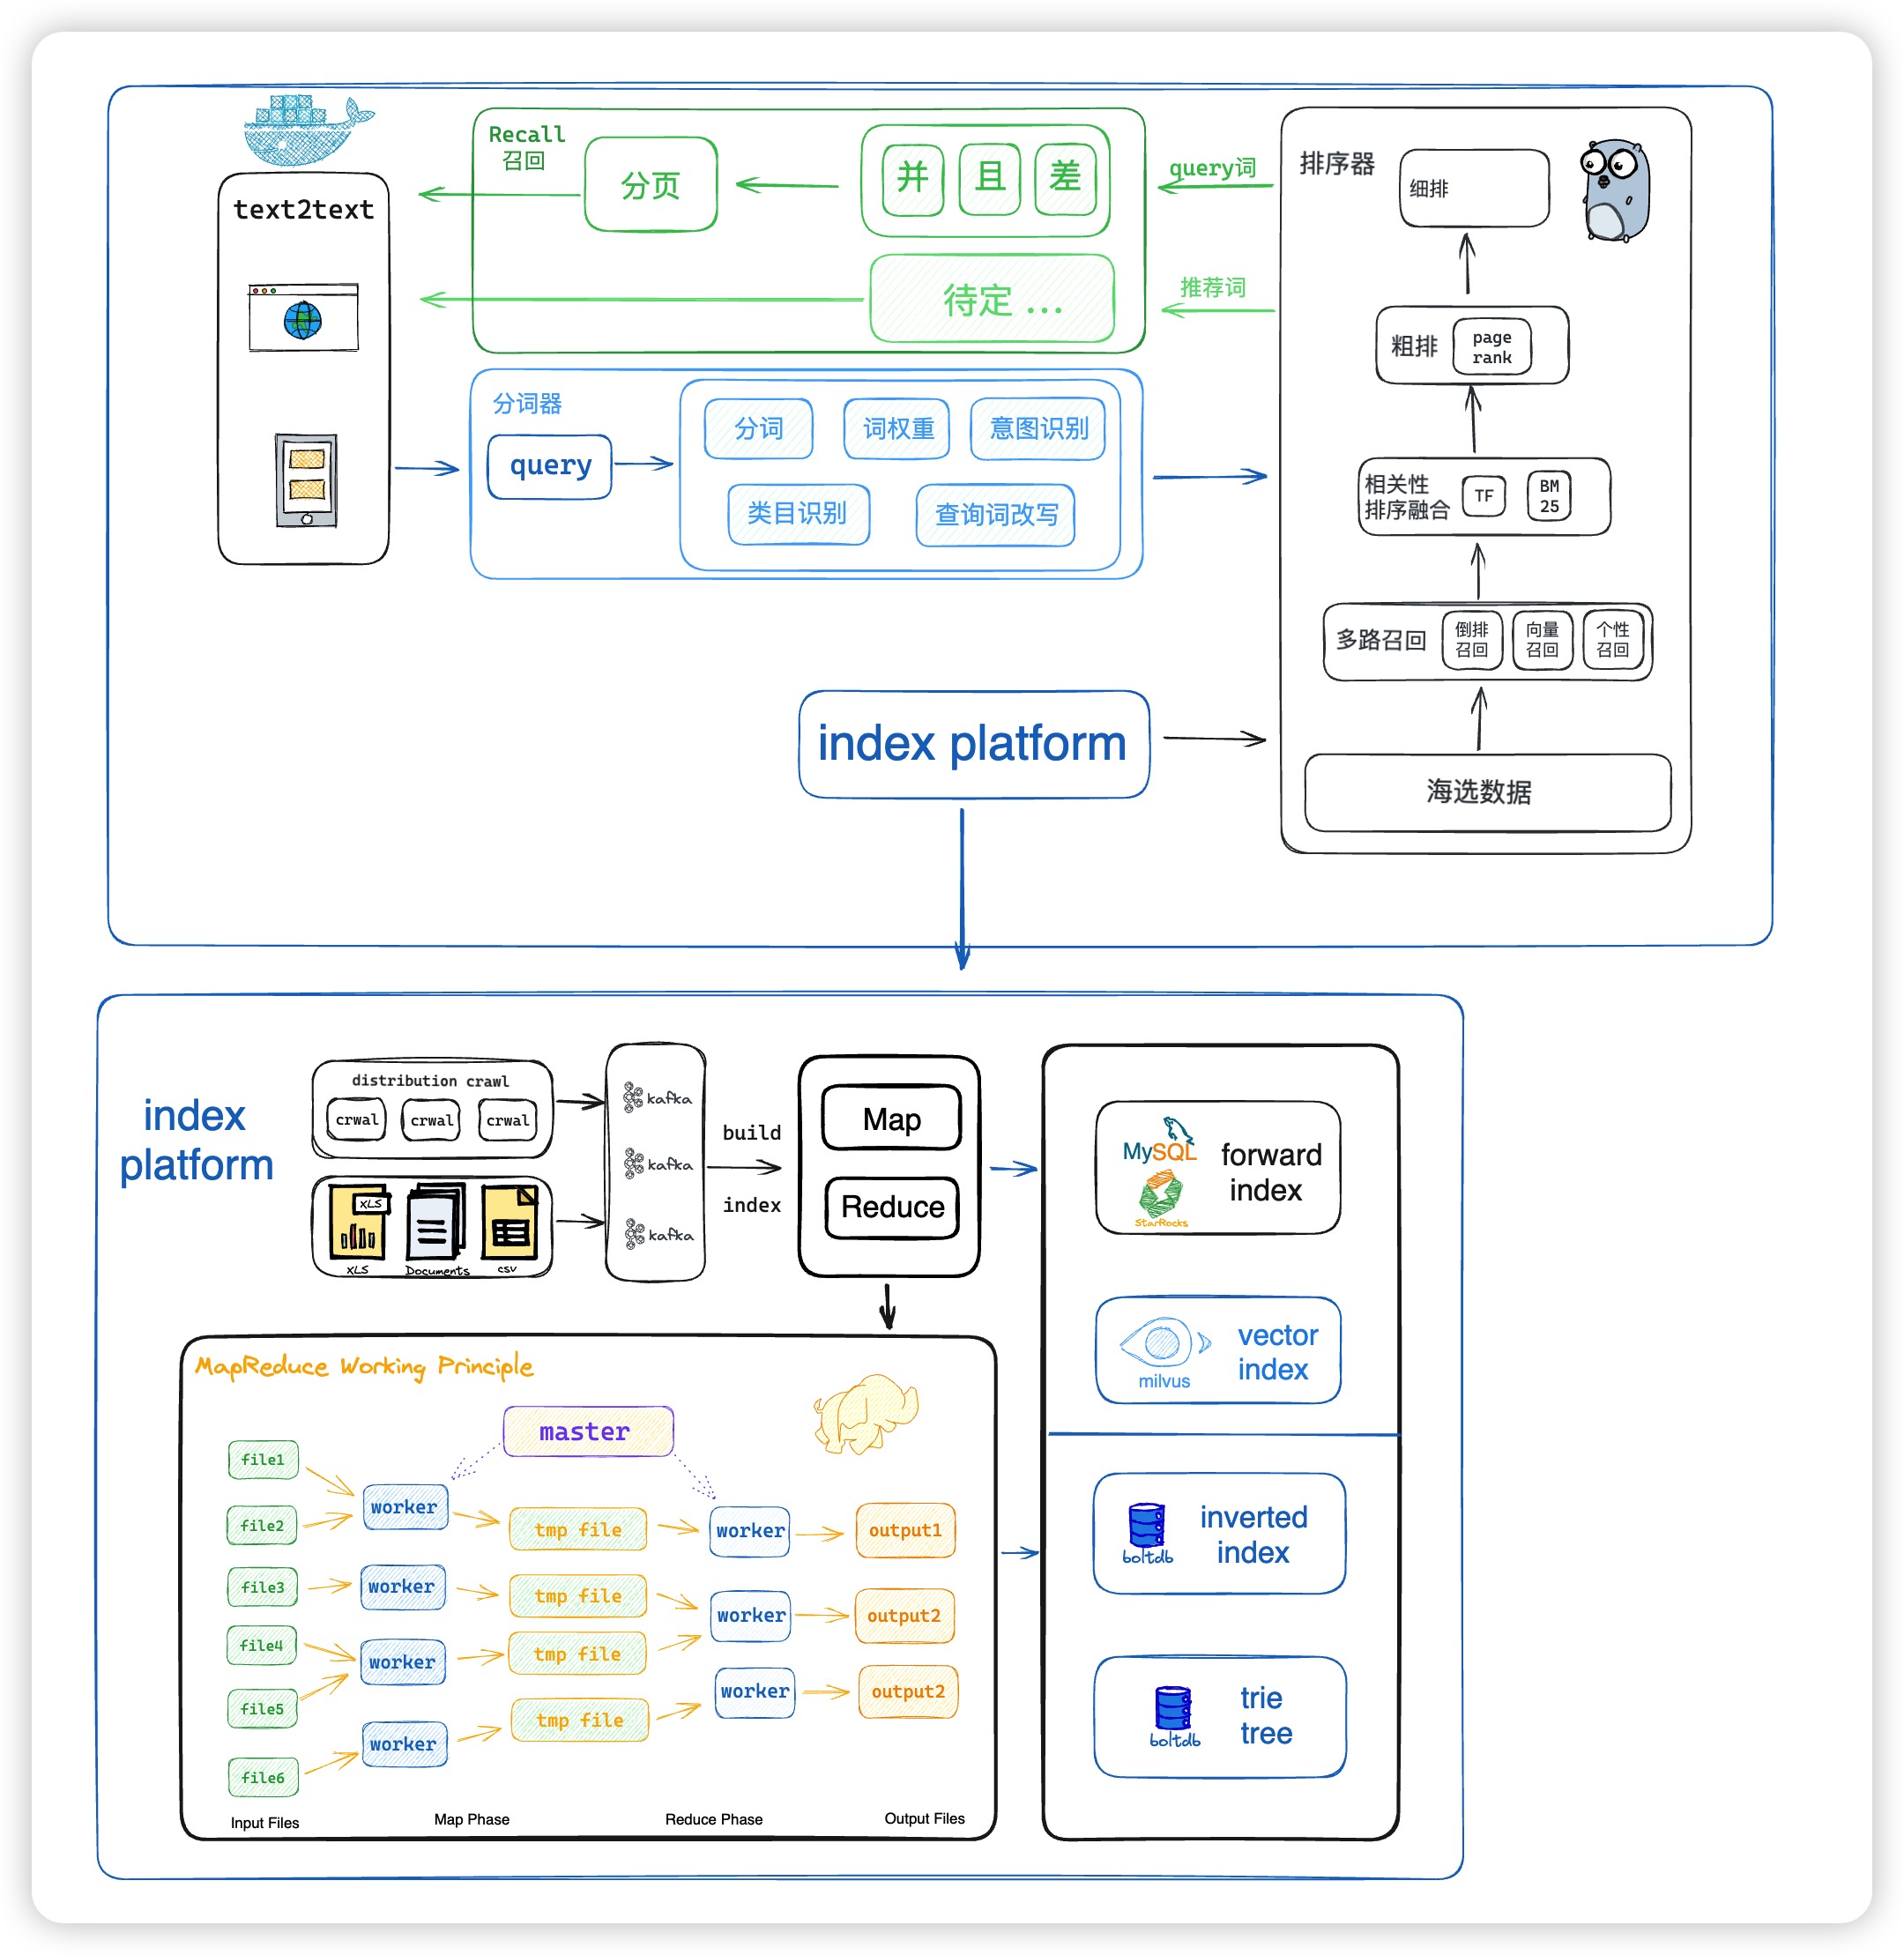 text2text
Recall
召回
分页
并
且
差
query词
待定 ...
推荐词
分词器
query
分词
词权重
意图识别
类目识别
查询词改写
排序器
细排
粗排
page
rank
相关性
排序融合
TF
BM
25
多路召回
倒排
召回
向量
召回
个性
召回
海选数据
index platform
index
platform
distribution crawl
crwal
crwal
crwal
XLS
XLS
Documents
csv
kafka
kafka
kafka
build
index
Map
Reduce
MySQL
StarRocks
forward
index
milvus
vector
index
boltdb
inverted
index
boltdb
trie
tree
MapReduce Working Principle
master
file1
file2
file3
file4
file5
file6
worker
worker
worker
worker
tmp file
tmp file
tmp file
tmp file
worker
worker
worker
output1
output2
output2
Input Files
Map Phase
Reduce Phase
Output Files